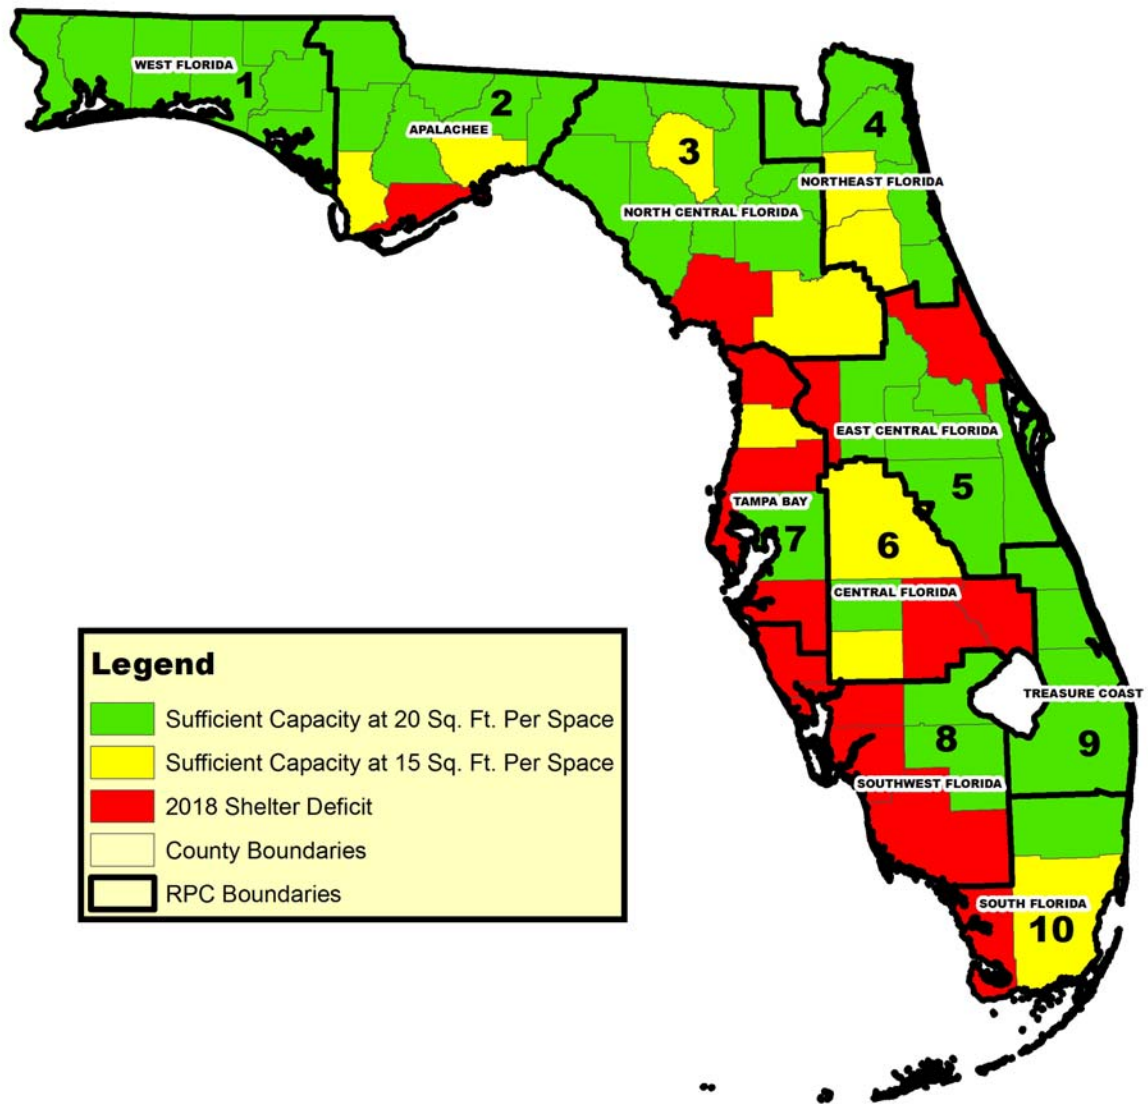 WEST FLORIDA
1
2
APALACHEE
3
NORTH CENTRAL FLORIDA
4
NORTHEAST FLORIDA
EAST CENTRAL FLORIDA
5
TAMPA BAY
7
6
CENTRAL FLORIDA
TREASURE COAST
8
9
SOUTHWEST FLORIDA
SOUTH FLORIDA
10
Legend
Sufficient Capacity at 20 Sq. Ft. Per Space
Sufficient Capacity at 15 Sq. Ft. Per Space
2018 Shelter Deficit
County Boundaries
RPC Boundaries